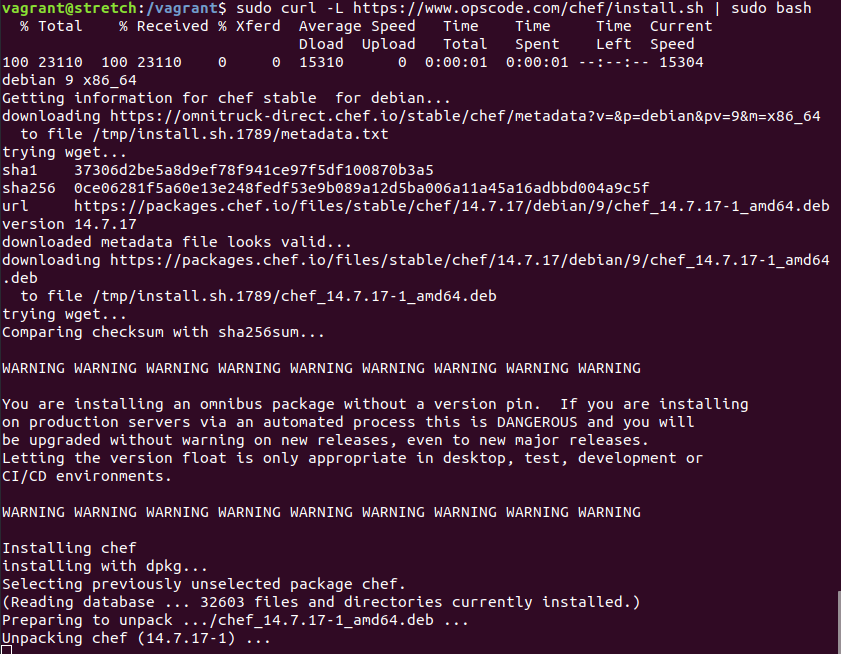 vagrant@stretch:/vagrant$ sudo curl -L https://www.opscode.com/chef/install.sh | sudo bash
  % Total    % Received % Xferd  Average Speed   Time    Time     Time  Current
                                 Dload  Upload   Total   Spent    Left  Speed
100 23110  100 23110    0     0  15310      0  0:00:01  0:00:01 --:--:-- 15304
debian 9 x86_64
Getting information for chef stable  for debian...
downloading https://omnitruck-direct.chef.io/stable/chef/metadata?v=&p=debian&pv=9&m=x86_64
  to file /tmp/install.sh.1789/metadata.txt
trying wget...
sha1    37306d2be5a8d9ef78f941ce97f5df100870b3a5
sha256  0ce06281f5a60e13e248fedf53e9b089a12d5ba006a11a45a16adbbd004a9c5f
url     https://packages.chef.io/files/stable/chef/14.7.17/debian/9/chef_14.7.17-1_amd64.deb
version 14.7.17
downloaded metadata file looks valid...
downloading https://packages.chef.io/files/stable/chef/14.7.17/debian/9/chef_14.7.17-1_amd64
.deb
  to file /tmp/install.sh.1789/chef_14.7.17-1_amd64.deb
trying wget...
Comparing checksum with sha256sum...

WARNING WARNING WARNING WARNING WARNING WARNING WARNING WARNING WARNING

You are installing an omnibus package without a version pin.  If you are installing
on production servers via an automated process this is DANGEROUS and you will
be upgraded without warning on new releases, even to new major releases.
Letting the version float is only appropriate in desktop, test, development or
CI/CD environments.

WARNING WARNING WARNING WARNING WARNING WARNING WARNING WARNING WARNING

Installing chef
installing with dpkg...
Selecting previously unselected package chef.
(Reading database ... 32603 files and directories currently installed.)
Preparing to unpack .../chef_14.7.17-1_amd64.deb ...
Unpacking chef (14.7.17-1) ...